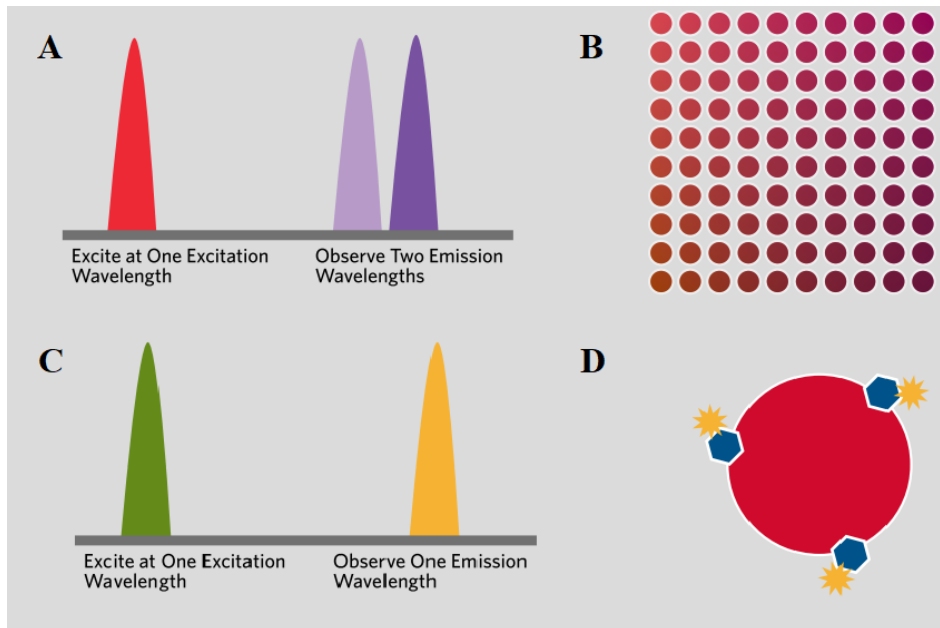 A
B
Excite at One Excitation
Wavelength
Observe Two Emission
Wavelengths
C
D
Excite at One Excitation
Wavelength
Observe One Emission
Wavelength